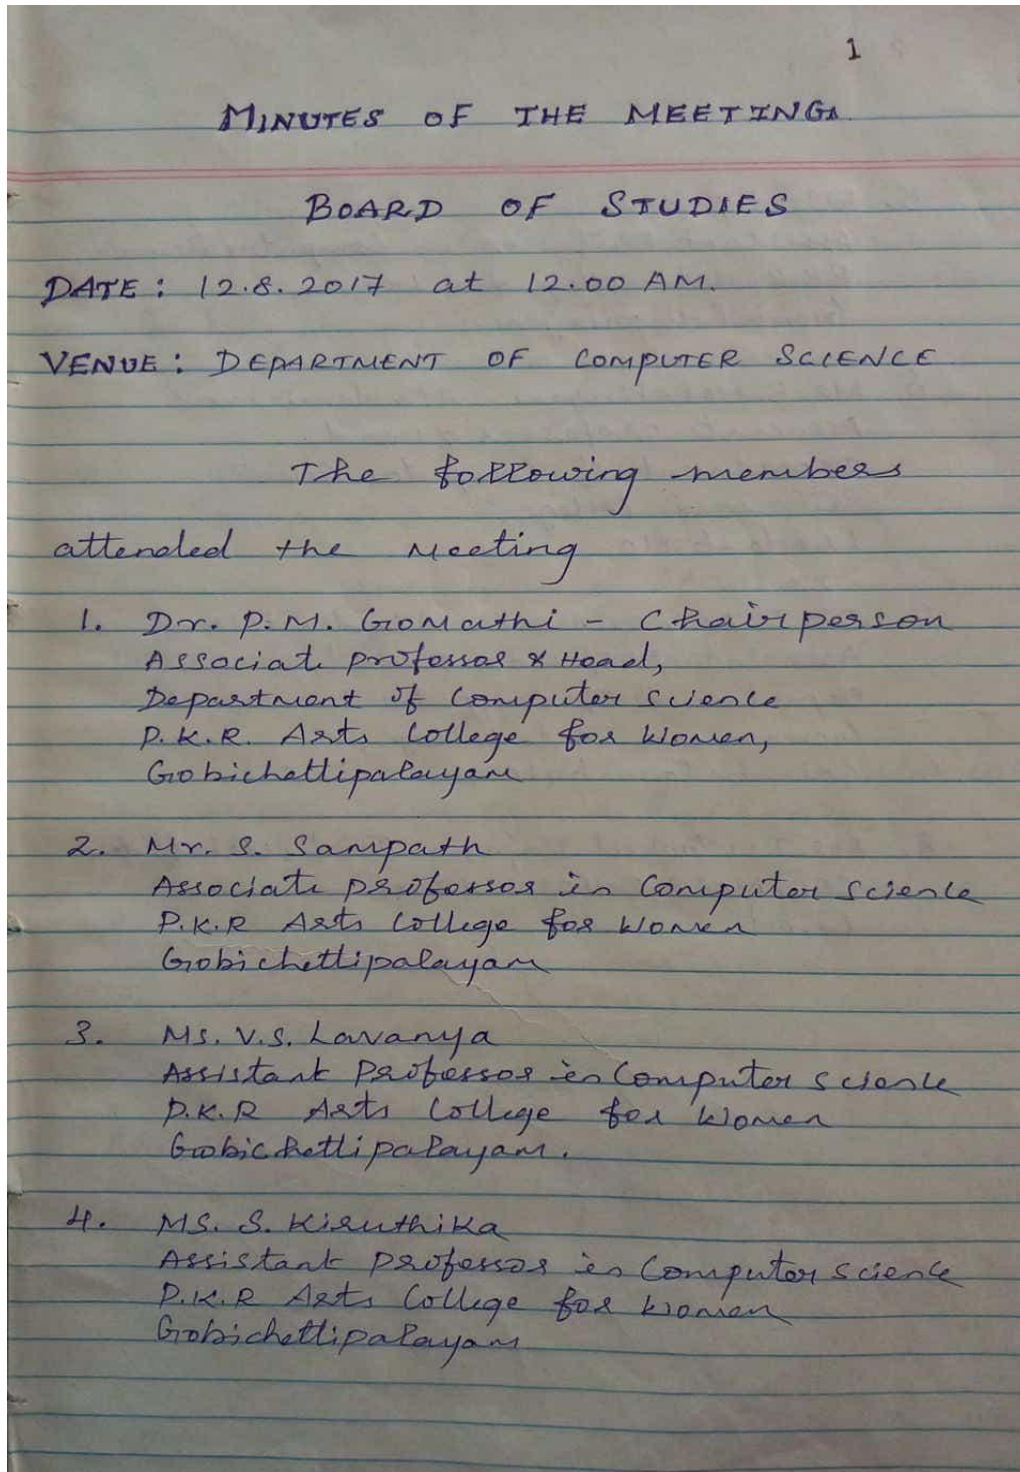 1
MINUTES OF THE MEETING.
BOARD OF STUDIES
DATE: 12.8.2017 at 12.00 AM.
VENUE: DEPARTMENT OF COMPUTER SCIENCE
The following members
attended the Meeting
1. Dr. P.M. GoMathi - Chairperson
Associate professor & Head,
Department of Computer Science
P.K.R. Arts College for Women,
Gobichettipalayam
2. Mr. S. Sampath
Associate professor in Computer Science
P.K.R Arts College for Women
Gobichettipalayam
3. Ms. V.S. Lavanya
Assistant Professor in Computer Science
P.K.R Arts College for Women
Gobichettipalayam.
4. MS. S. Kiruthika
Assistant Professor in Computer Science
P.K.R Arts College for Women
Gobichettipalayam